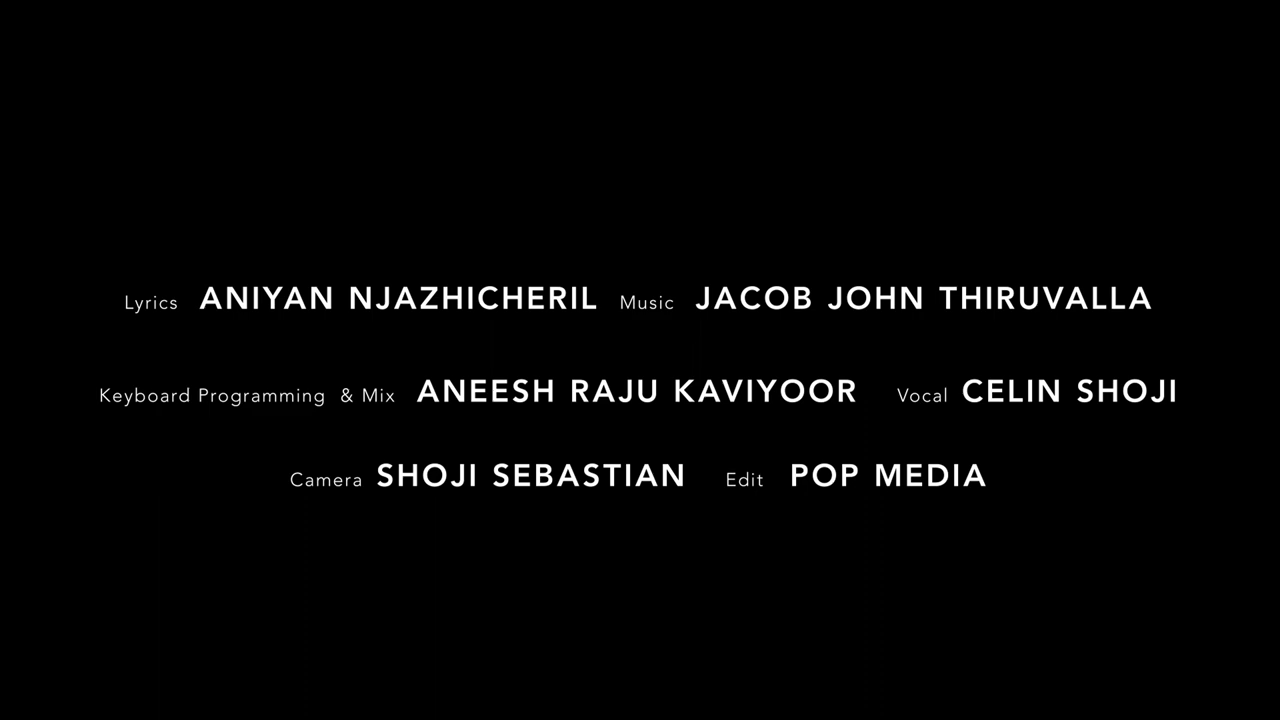 Lyrics ANIYAN NJAZHICHERIL Music JACOB JOHN THIRUVALLA
Keyboard Programming & Mix ANEESH RAJU KAVIYOOR Vocal CELIN SHOJI
Camera SHOJI SEBASTIAN Edit POP MEDIA